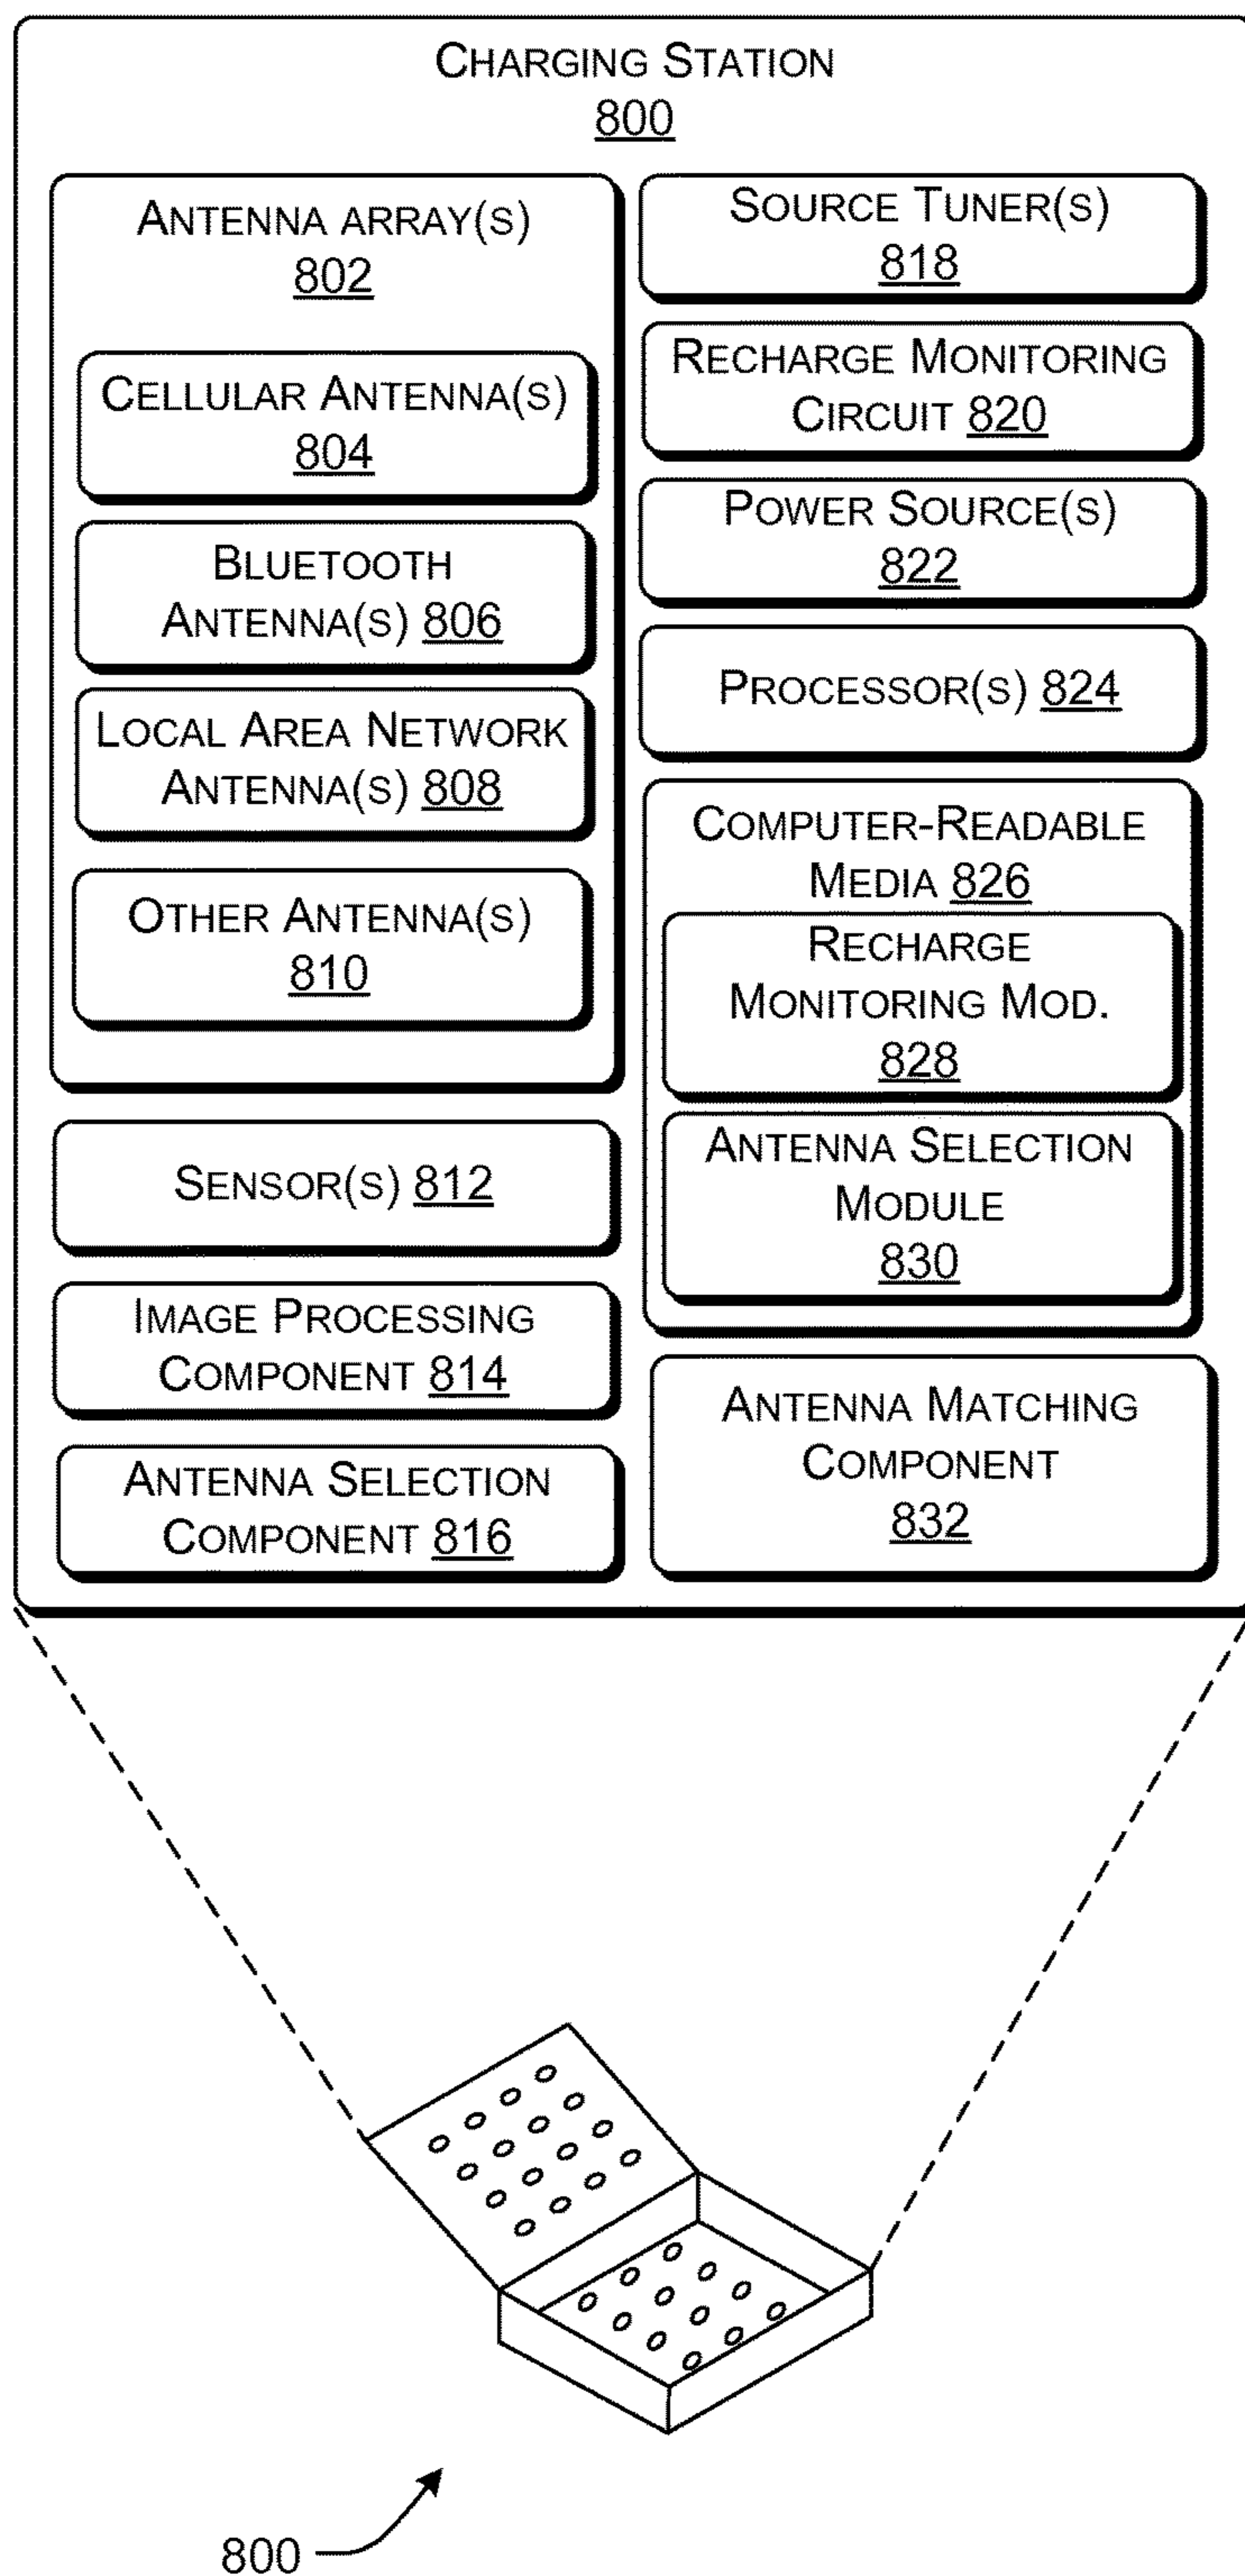 CHARGING STATION
800
ANTENNA ARRAY(S)
802
CELLULAR ANTENNA(S)
804
BLUETOOTH
ANTENNA(S) 806
LOCAL AREA NETWORK
ANTENNA(S) 808
OTHER ANTENNA(S)
810
SENSOR(S) 812
IMAGE PROCESSING
COMPONENT 814
ANTENNA SELECTION
COMPONENT 816
SOURCE TUNER(S)
818
RECHARGE MONITORING
CIRCUIT 820
POWER SOURCE(S)
822
PROCESSOR(S) 824
COMPUTER-READABLE
MEDIA 826
RECHARGE
MONITORING MOD.
828
ANTENNA SELECTION
MODULE
830
ANTENNA MATCHING
COMPONENT
832
800